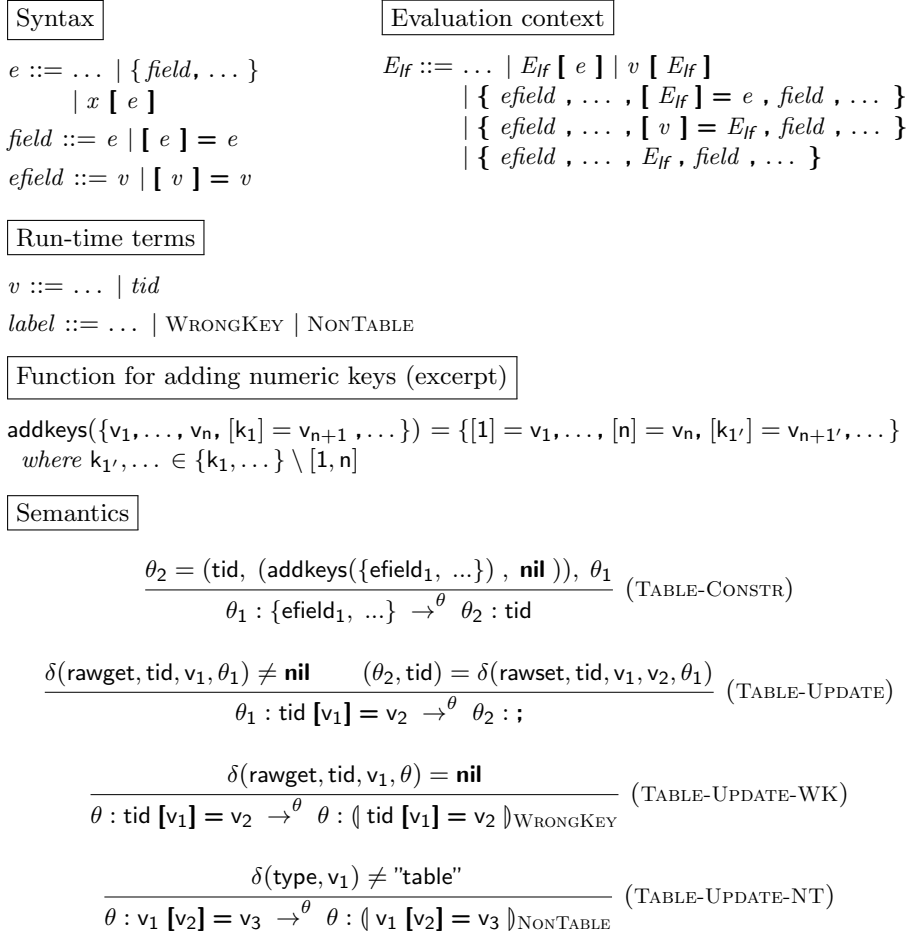 Syntax
e ::= … | { field, … }
| x [ e ]
field ::= e | [ e ] = e
efield ::= v | [ v ] = v
Evaluation context
E_lf ::= … | E_lf [ e ] | v [ E_lf ]
| { efield , … , [ E_lf ] = e , field , … }
| { efield , … , [ v ] = E_lf , field , … }
| { efield , … , E_lf , field , … }
Run-time terms
v ::= … | tid
label ::= … | WrongKey | NonTable
Function for adding numeric keys (excerpt)
addkeys({v₁,…, vₙ, [k₁] = vₙ₊₁ ,…}) = {[1] = v₁,…, [n] = vₙ, [k₁′] = vₙ₊₁′,…}
where k₁′,… ∈ {k₁,…} \ [1, n]
Semantics
θ₂ = (tid, (addkeys({efield₁, ...}) , nil )), θ₁
θ₁ : {efield₁, ...} →^θ θ₂ : tid (Table-Constr)
δ(rawget, tid, v₁, θ₁) ≠ nil (θ₂, tid) = δ(rawset, tid, v₁, v₂, θ₁)
θ₁ : tid [v₁] = v₂ →^θ θ₂ : ; (Table-Update)
δ(rawget, tid, v₁, θ) = nil
θ : tid [v₁] = v₂ →^θ θ : ⦇ tid [v₁] = v₂ ⦈_WrongKey (Table-Update-WK)
δ(type, v₁) ≠ ”table”
θ : v₁ [v₂] = v₃ →^θ θ : ⦇ v₁ [v₂] = v₃ ⦈_NonTable (Table-Update-NT)